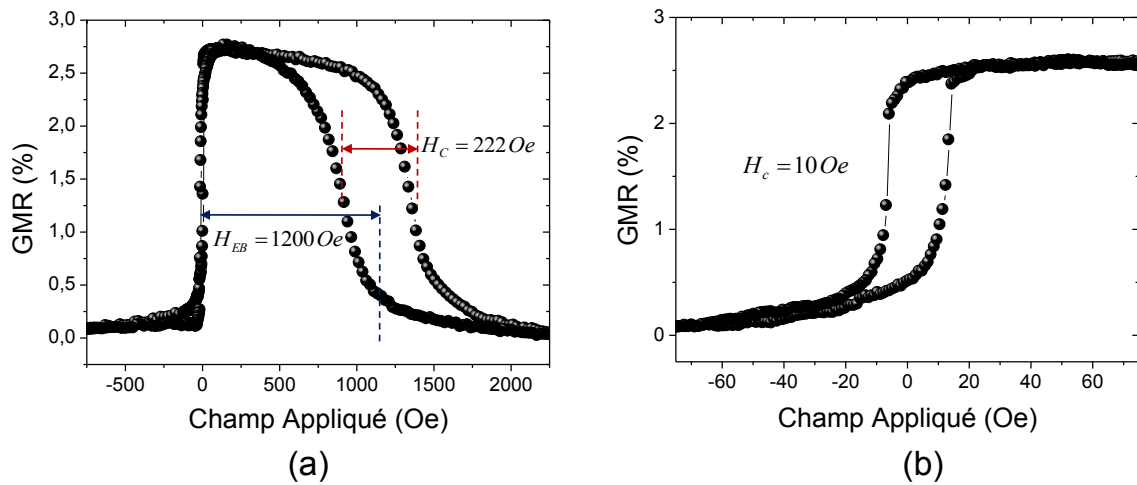 3,0
2,5
2,0
1,5
1,0
0,5
0,0
GMR (%)
H_C = 222 Oe
H_EB = 1200 Oe
-500 0 500 1000 1500 2000
Champ Appliqué (Oe)
(a)
3
2
1
0
GMR (%)
H_c = 10 Oe
-60 -40 -20 0 20 40 60
Champ Appliqué (Oe)
(b)